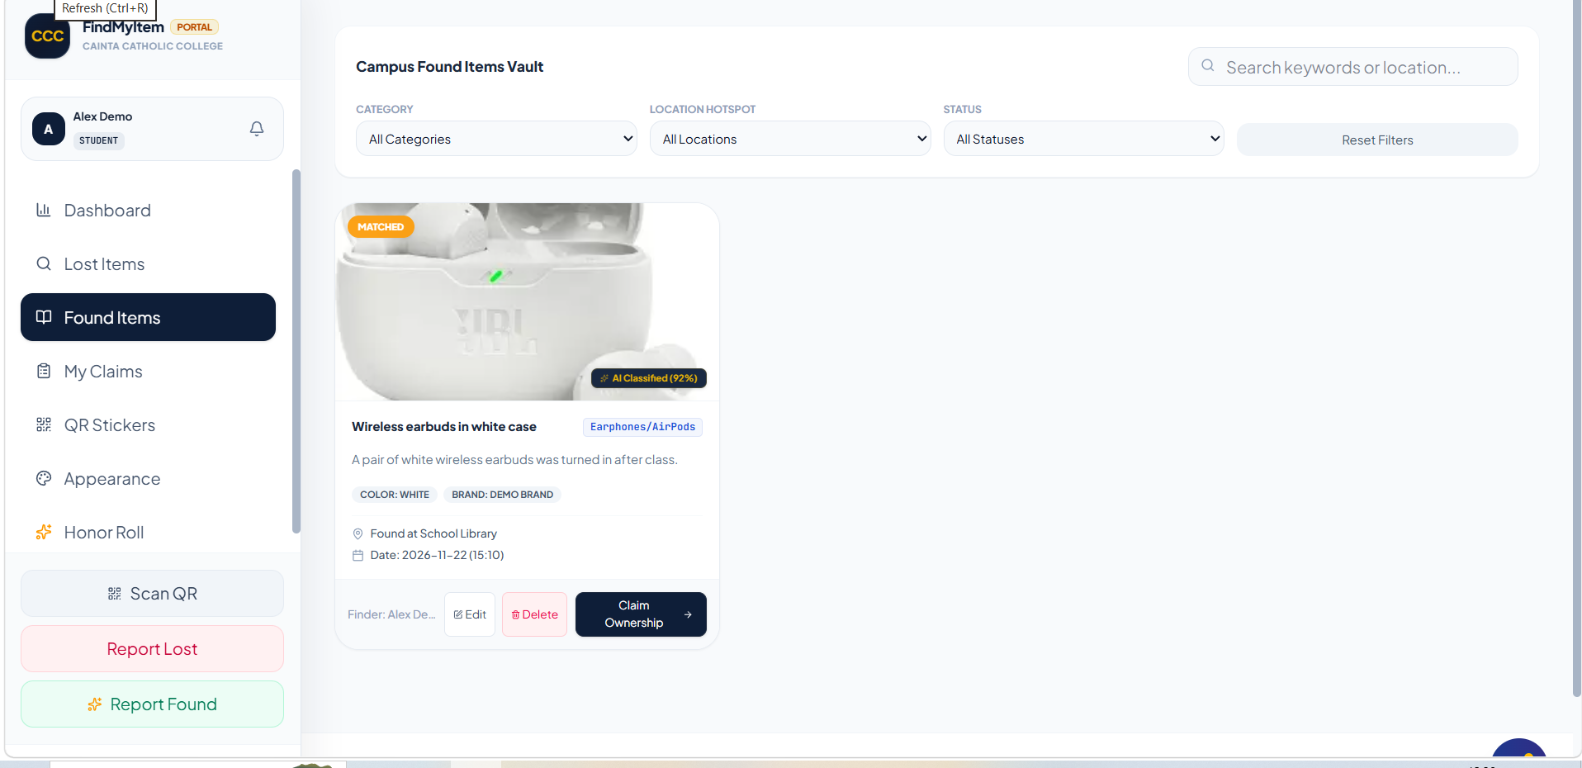 Refresh (Ctrl+R)
CCC
FindMyItem PORTAL
CAINTA CATHOLIC COLLEGE
A
Alex Demo
STUDENT
Dashboard
Lost Items
Found Items
My Claims
QR Stickers
Appearance
Honor Roll
Scan QR
Report Lost
Report Found
Campus Found Items Vault
Search keywords or location...
CATEGORY
LOCATION HOTSPOT
STATUS
All Categories
All Locations
All Statuses
Reset Filters
MATCHED
JBL
AI Classified (92%)
Wireless earbuds in white case
Earphones/AirPods
A pair of white wireless earbuds was turned in after class.
COLOR: WHITE
BRAND: DEMO BRAND
Found at School Library
Date: 2026-11-22 (15:10)
Finder: Alex De...
Edit
Delete
Claim
Ownership